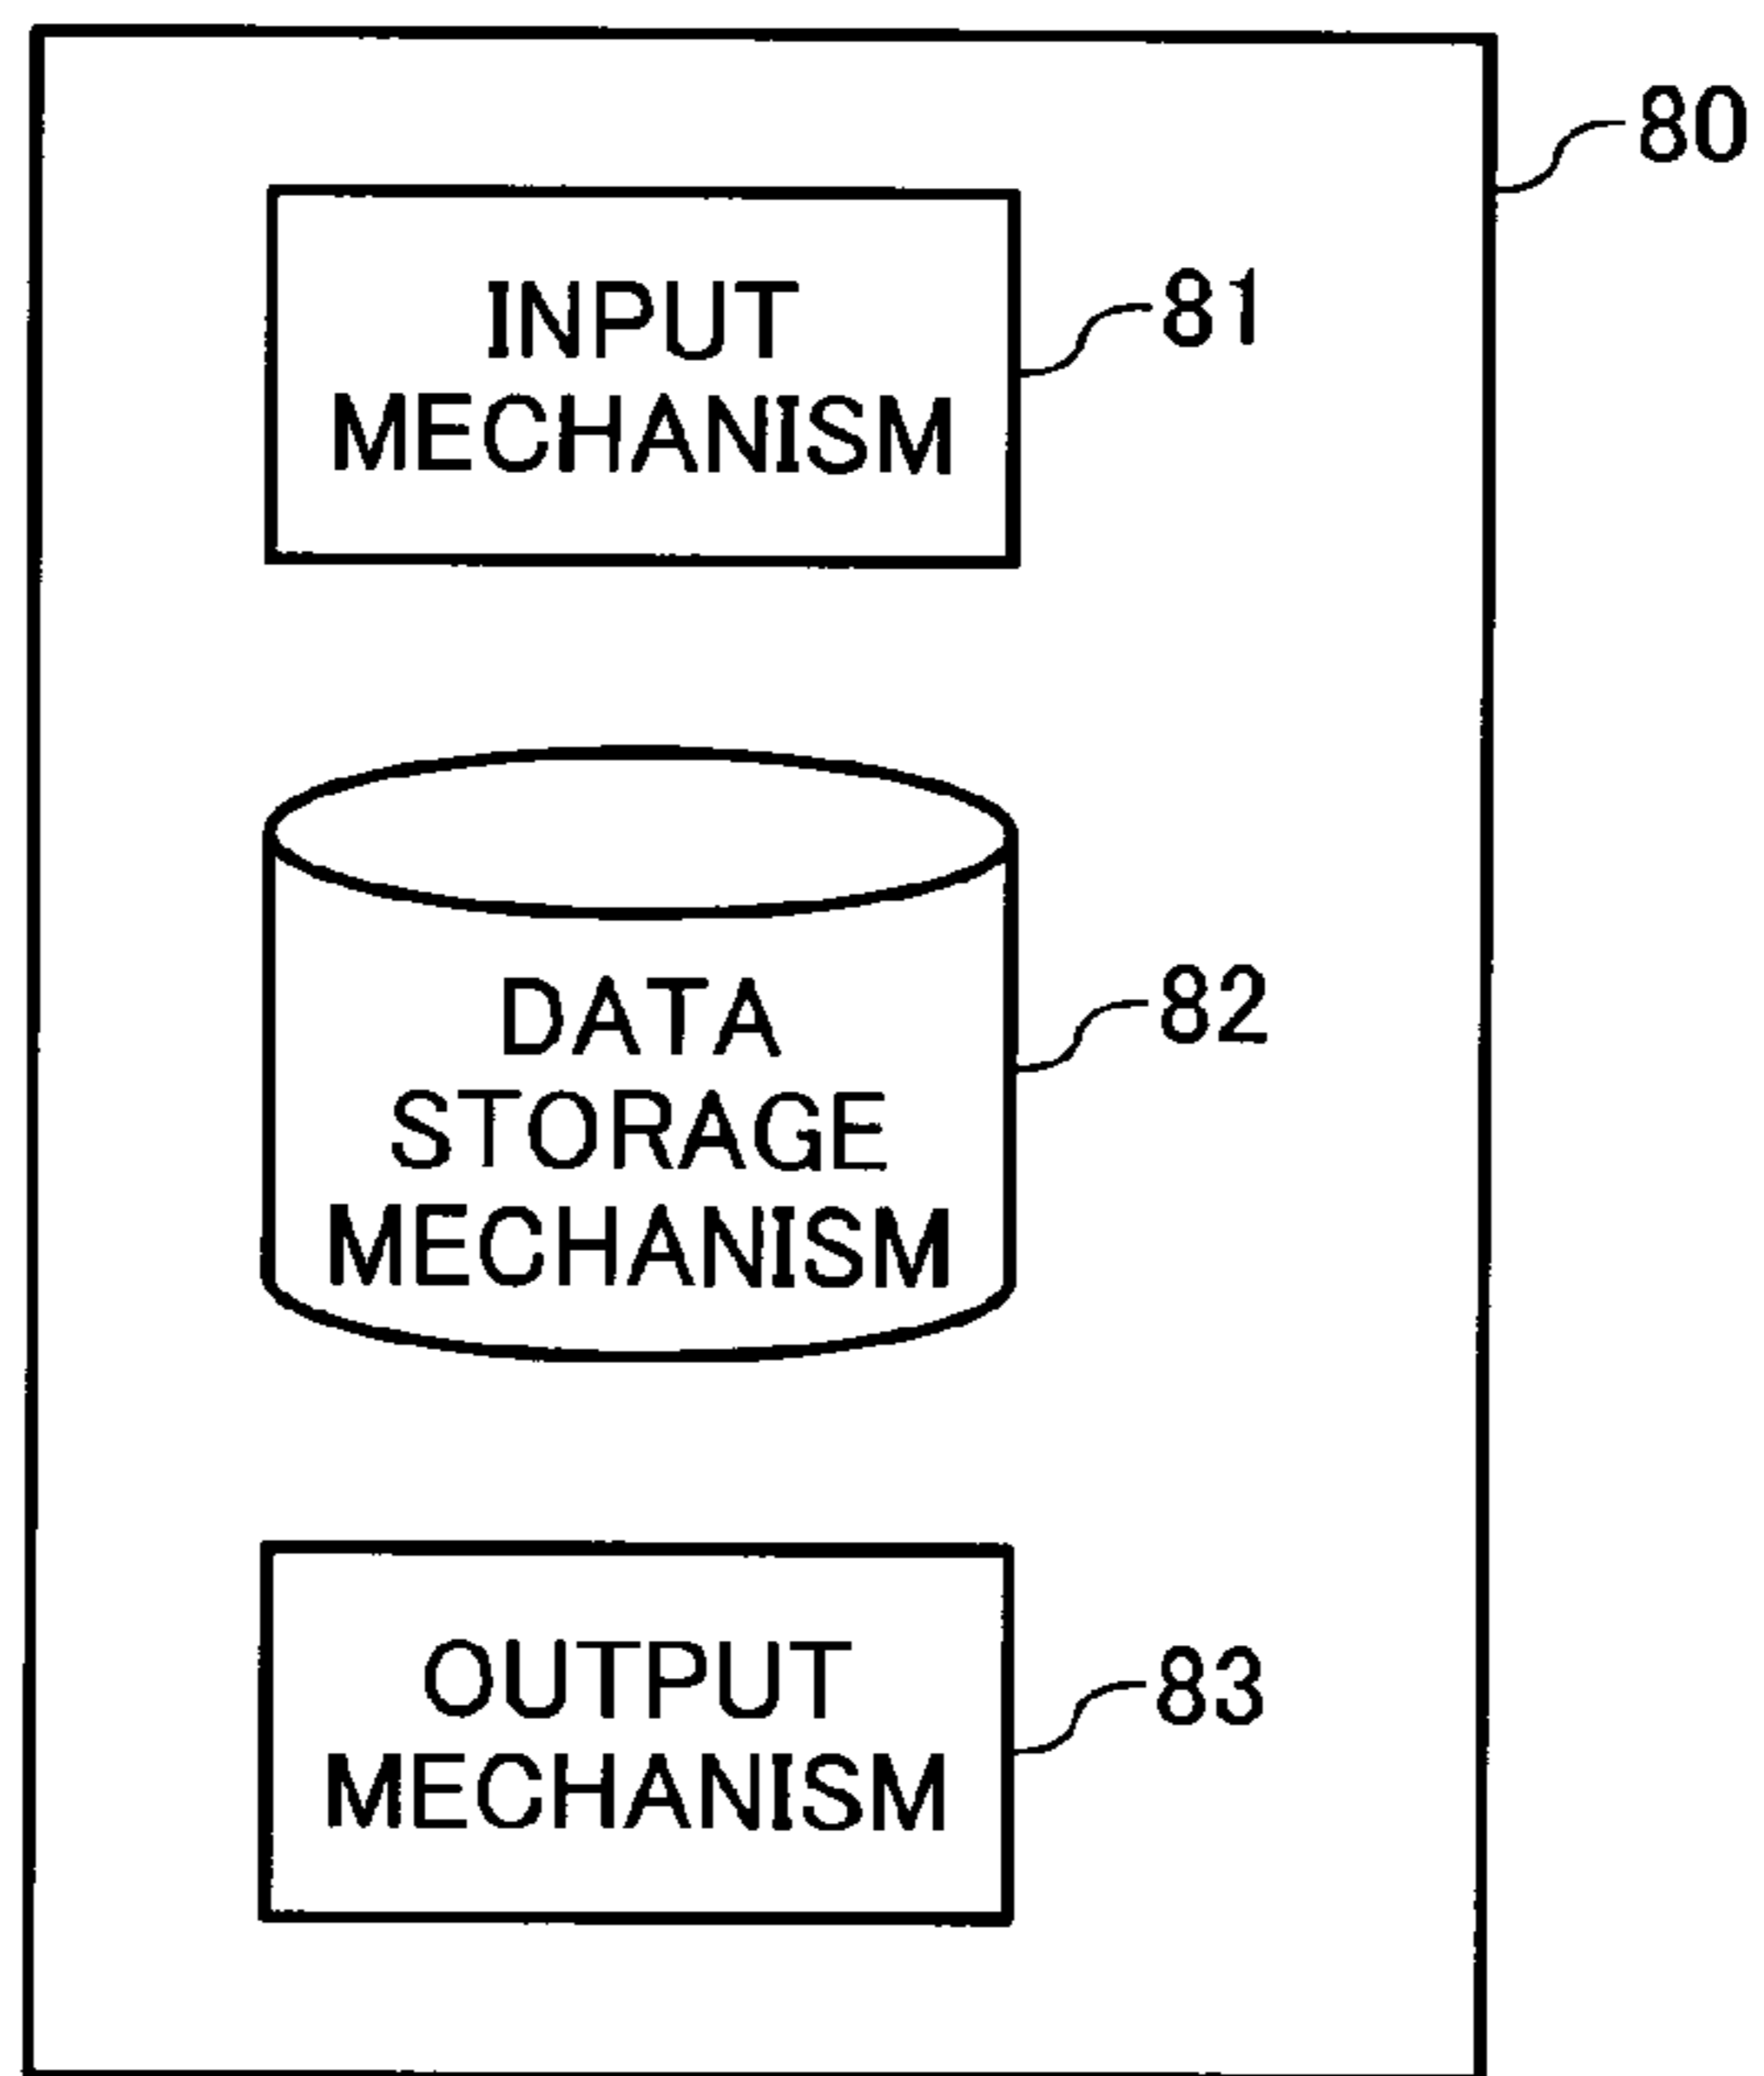 80
INPUT
MECHANISM
81
DATA
STORAGE
MECHANISM
82
OUTPUT
MECHANISM
83